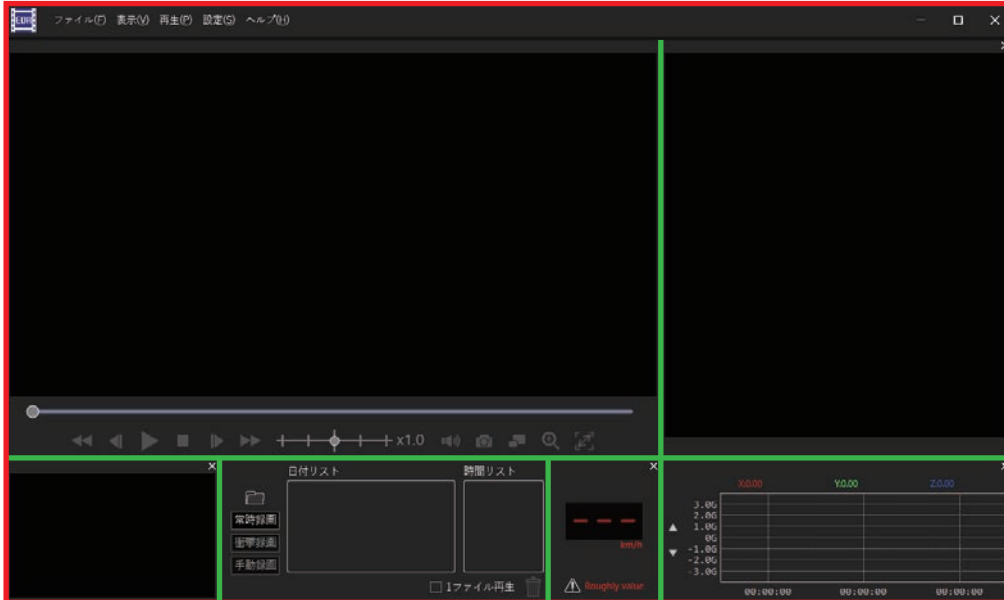 EDR ファイル(F) 表示(V) 再生(P) 設定(S) ヘルプ(H)
x1.0
日付リスト 時間リスト
常時録画
衝撃録画
手動録画
1ファイル再生
km/h
Roughly value
X:0.00 Y:0.00 Z:0.00
3.0G
2.0G
1.0G
0G
-1.0G
-2.0G
-3.0G
00:00:00 00:00:00 00:00:00